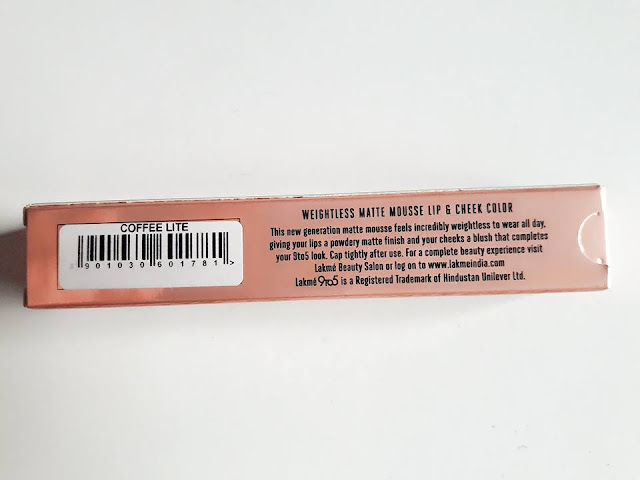 COFFEE LITE
8901030601781>
WEIGHTLESS MATTE MOUSSE LIP & CHEEK COLOR
This new generation matte mousse feels incredibly weightless to wear all day,
giving your lips a powdery matte finish and your cheeks a blush that completes
your 9to5 look. Cap tightly after use. For a complete beauty experience visit
Lakmé Beauty Salon or log on to www.lakmeindia.com
Lakmé 9to5 is a Registered Trademark of Hindustan Unilever Ltd.